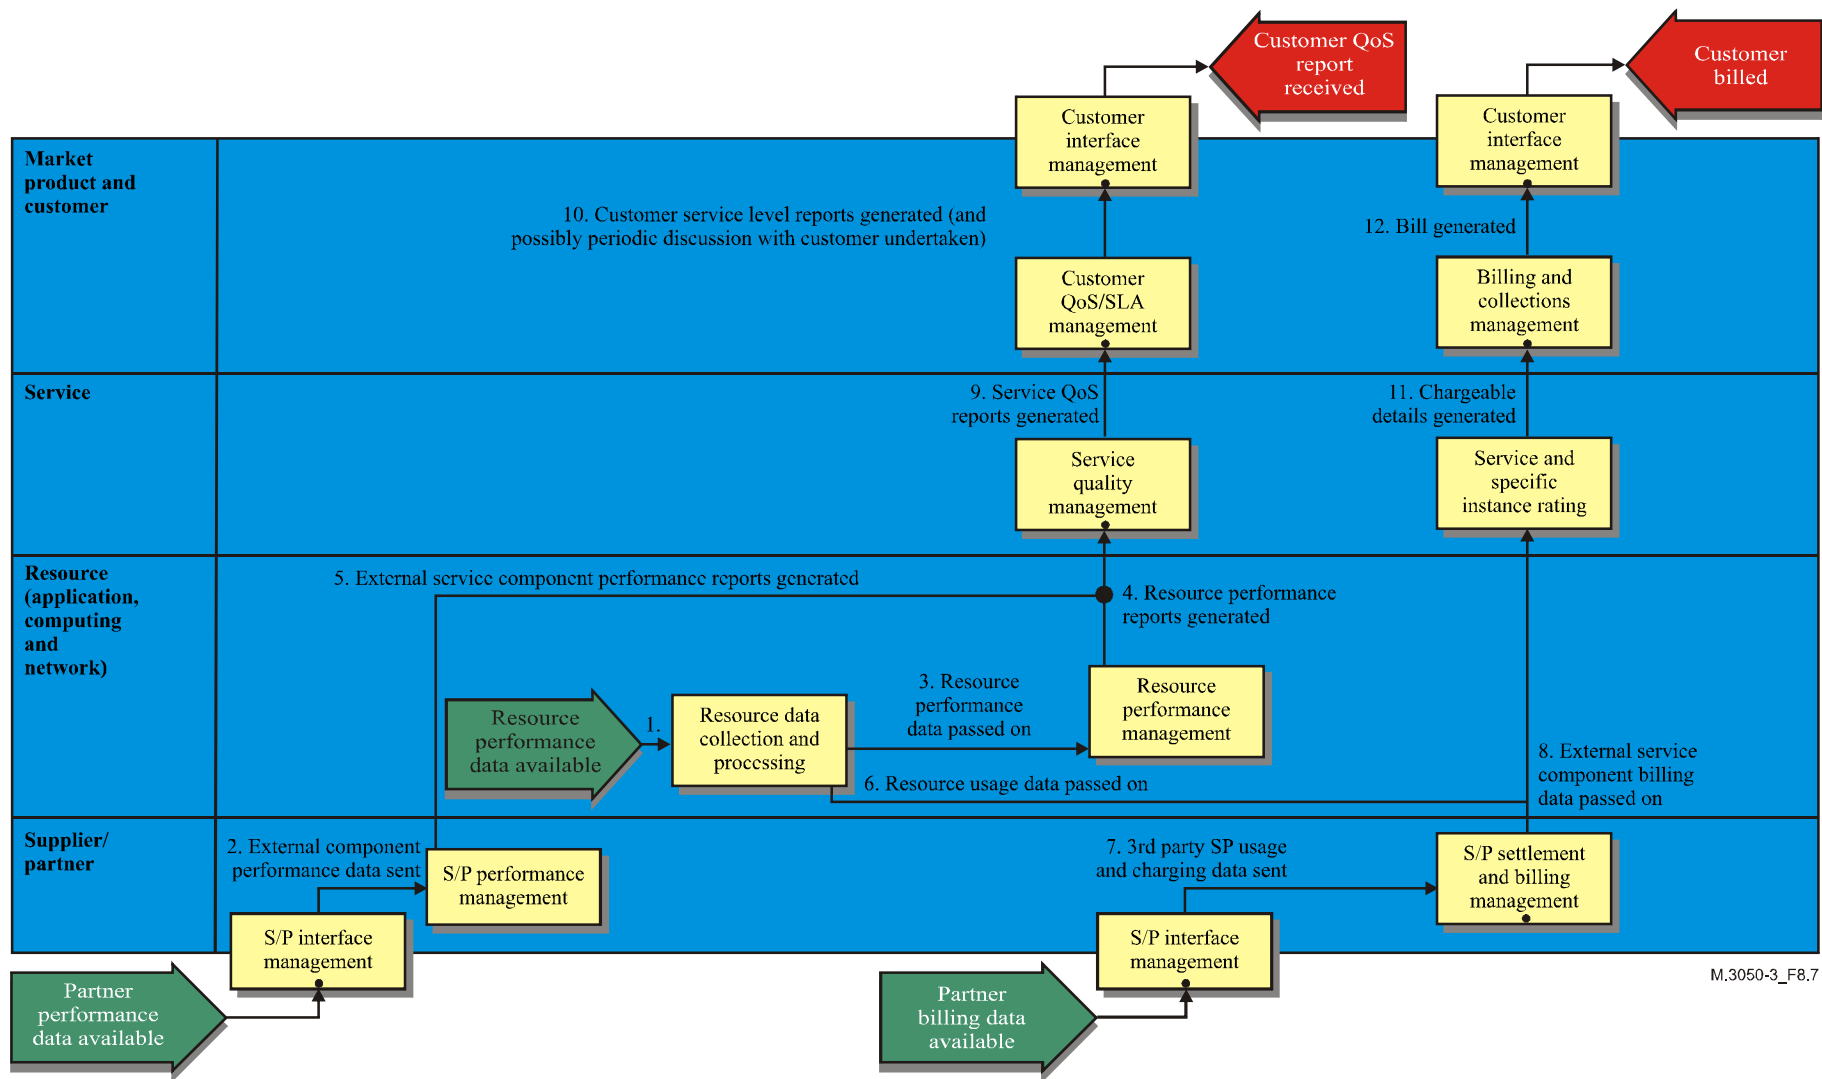 Customer QoS
report
received
Customer
billed
Customer
interface
management
Customer
interface
management
Market
product and
customer
10. Customer service level reports generated (and
possibly periodic discussion with customer undertaken)
12. Bill generated
Customer
QoS/SLA
management
Billing and
collections
management
Service
9. Service QoS
reports generated
11. Chargeable
details generated
Service
quality
management
Service and
specific
instance rating
Resource
(application,
computing
and
network)
5. External service component performance reports generated
4. Resource performance
reports generated
Resource
performance
data available
1.
Resource data
collection and
processing
3. Resource
performance
data passed on
Resource
performance
management
6. Resource usage data passed on
8. External service
component billing
data passed on
Supplier/
partner
2. External component
performance data sent
S/P performance
management
7. 3rd party SP usage
and charging data sent
S/P settlement
and billing
management
S/P interface
management
S/P interface
management
M.3050-3_F8.7
Partner
performance
data available
Partner
billing data
available